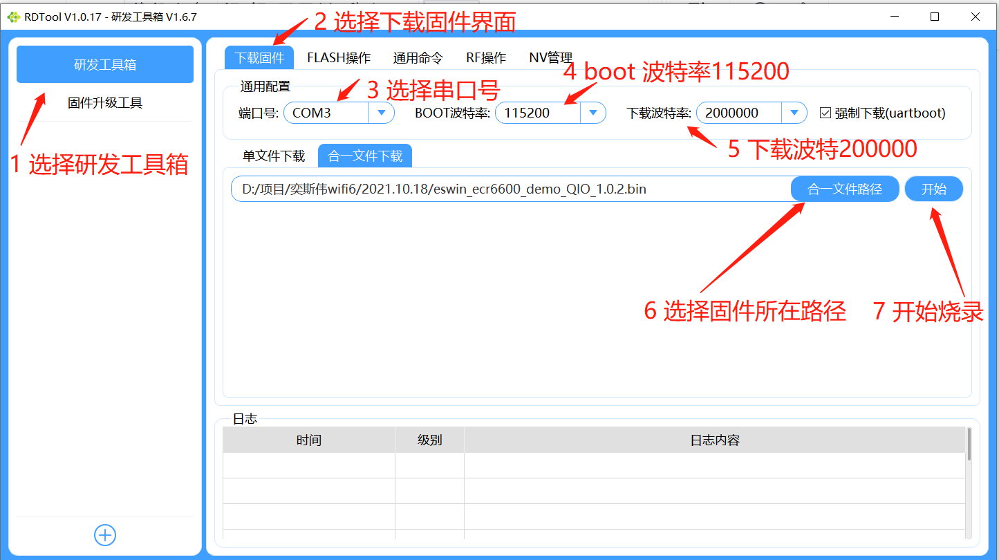 RDTool V1.0.17 - 研发工具箱 V1.6.7
2 选择下载固件界面
研发工具箱
固件升级工具
1 选择研发工具箱
下载固件 FLASH操作 通用命令 RF操作 NV管理
4 boot 波特率115200
通用配置
3 选择串口号
端口号: COM3 BOOT波特率: 115200 下载波特率: 2000000 强制下载(uartboot)
5 下载波特200000
单文件下载 合一文件下载
D:/项目/奕斯伟wifi6/2021.10.18/eswin_ecr6600_demo_QIO_1.0.2.bin 合一文件路径 开始
6 选择固件所在路径 7 开始烧录
日志
时间 级别 日志内容